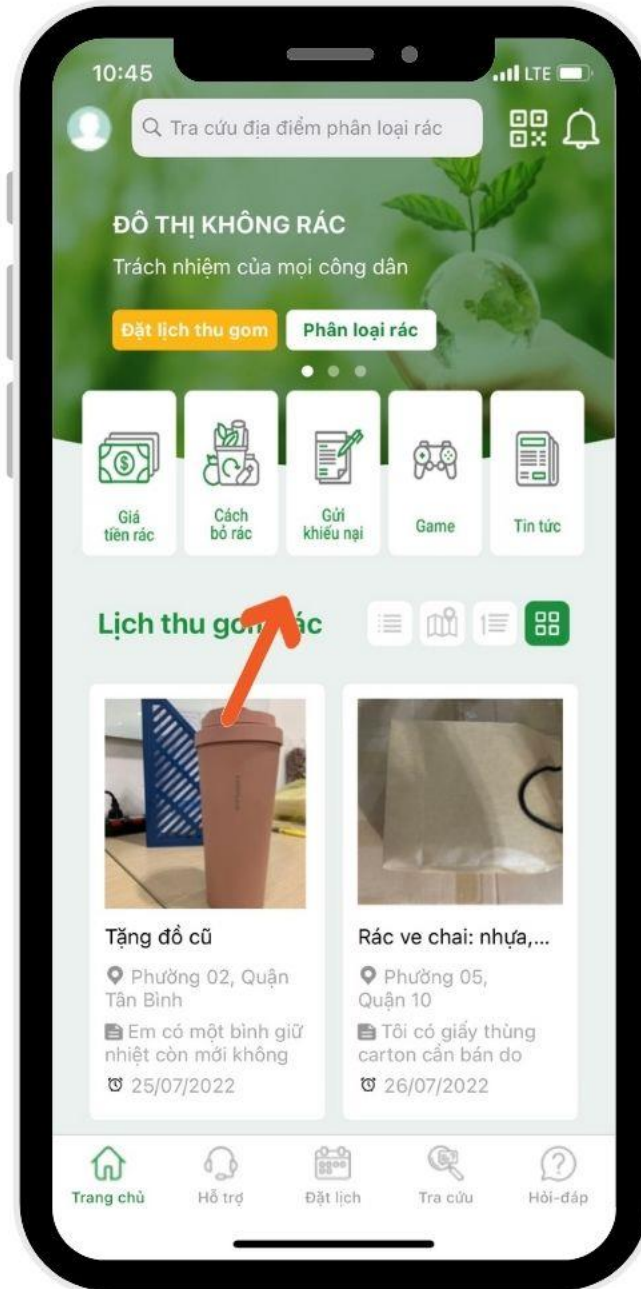 10:45
LTE
Tra cứu địa điểm phân loại rác
ĐÔ THỊ KHÔNG RÁC
Trách nhiệm của mọi công dân
Đặt lịch thu gom
Phân loại rác
Giá
tiền rác
Cách
bỏ rác
Gửi
khiếu nại
Game
Tin tức
Lịch thu gom rác
Tặng đồ cũ
Phường 02, Quận
Tân Bình
Em có một bình giữ
nhiệt còn mới không
25/07/2022
Rác ve chai: nhựa,...
Phường 05,
Quận 10
Tôi có giấy thùng
carton cần bán do
26/07/2022
Trang chủ
Hỗ trợ
Đặt lịch
Tra cứu
Hỏi-đáp